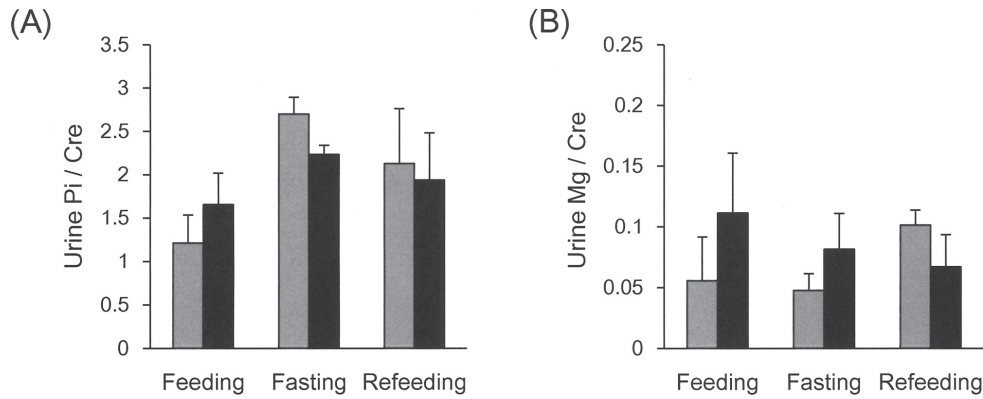 (A)
Urine Pi / Cre
3.5
3
2.5
2
1.5
1
0.5
0
Feeding Fasting Refeeding
(B)
Urine Mg / Cre
0.25
0.2
0.15
0.1
0.05
0
Feeding Fasting Refeeding